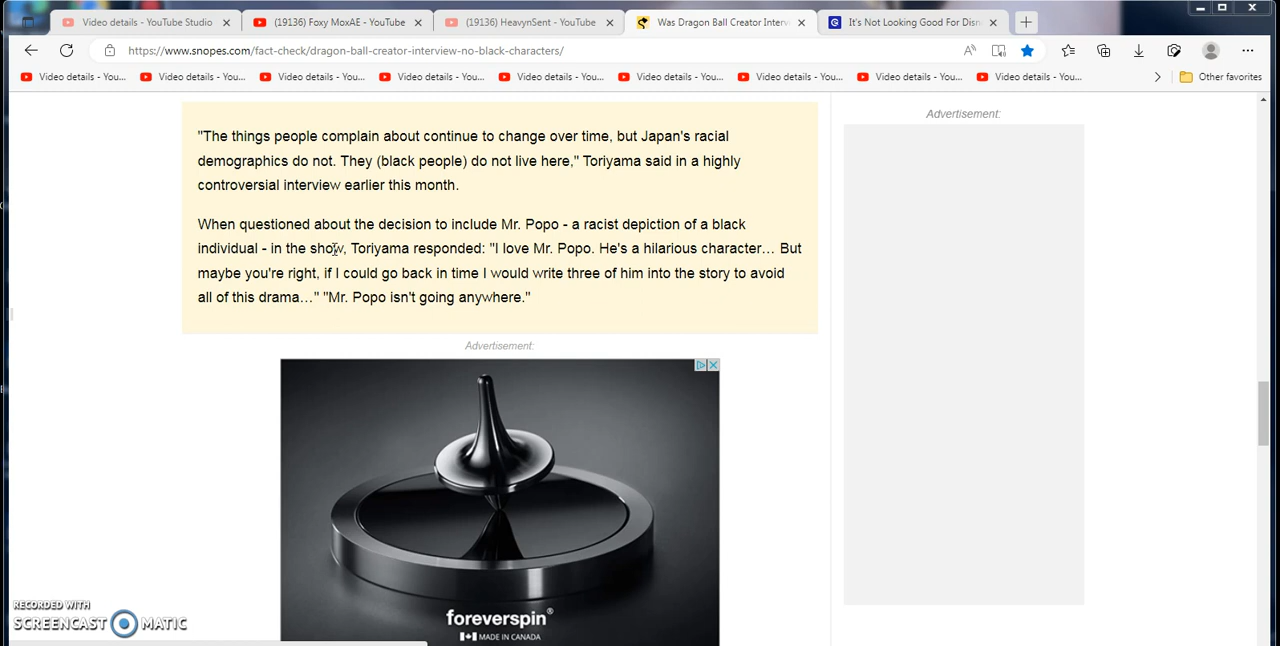 Video details - YouTube Studio
(19136) Foxy MoxAE - YouTube
(19136) HeavynSent - YouTube
Was Dragon Ball Creator Intervi
It's Not Looking Good For Disn
https://www.snopes.com/fact-check/dragon-ball-creator-interview-no-black-characters/
Video details - You...
Video details - You...
Video details - You...
Video details - You...
Video details - You...
Video details - You...
Video details - You...
Video details - You...
Video details - You...
Other favorites
"The things people complain about continue to change over time, but Japan's racial
demographics do not. They (black people) do not live here," Toriyama said in a highly
controversial interview earlier this month.
When questioned about the decision to include Mr. Popo - a racist depiction of a black
individual - in the show, Toriyama responded: "I love Mr. Popo. He's a hilarious character… But
maybe you're right, if I could go back in time I would write three of him into the story to avoid
all of this drama…" "Mr. Popo isn't going anywhere."
Advertisement:
Advertisement:
foreverspin®
MADE IN CANADA
RECORDED WITH
SCREENCAST MATIC